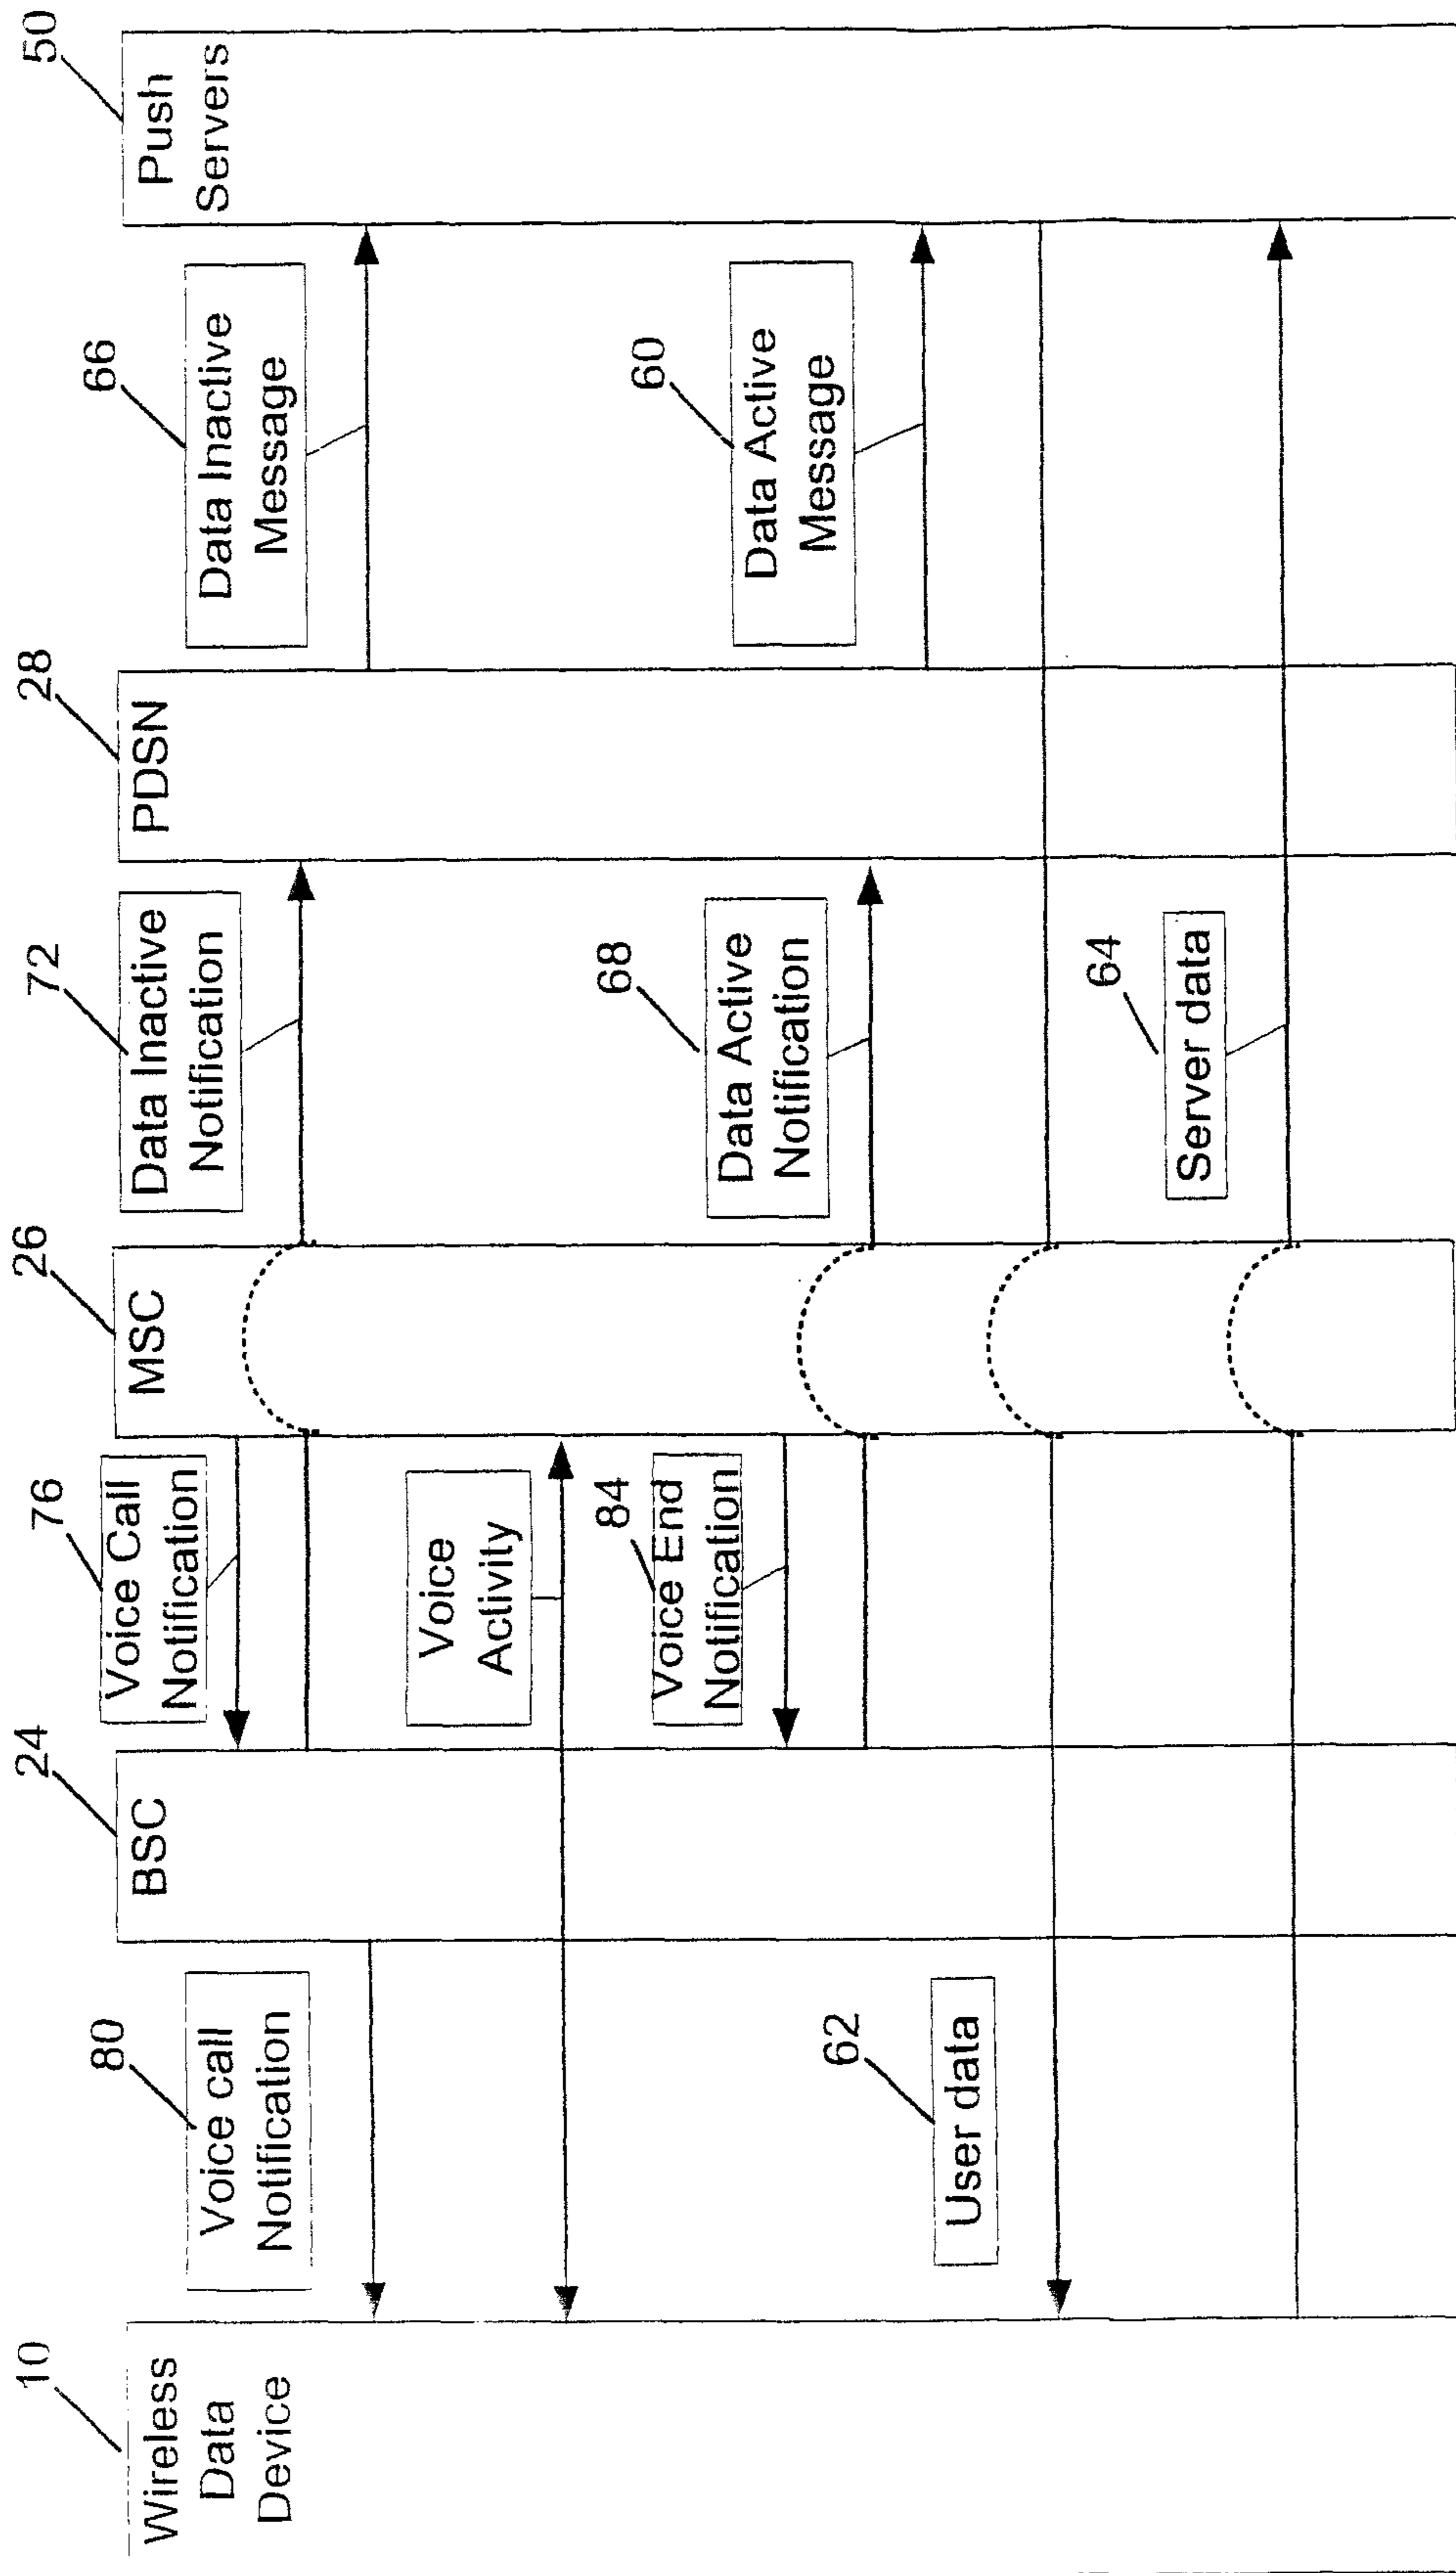 10
Wireless
Data
Device
24
BSC
26
MSC
28
PDSN
50
Push
Servers
80
Voice call
Notification
76
Voice Call
Notification
72
Data Inactive
Notification
66
Data Inactive
Message
Voice
Activity
84
Voice End
Notification
68
Data Active
Notification
60
Data Active
Message
62
User data
64
Server data